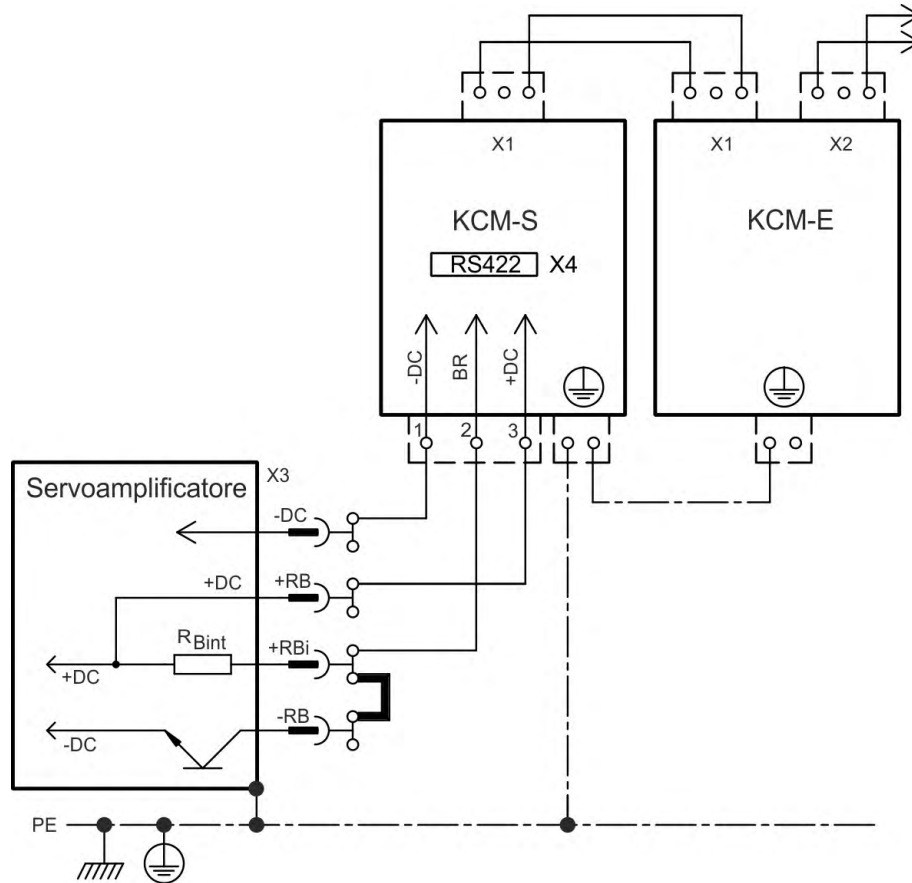 X1
X1
X2
KCM-S
KCM-E
RS422
X4
-DC
BR
+DC
1
2
3
X3
Servoamplificatore
-DC
+DC
+RB
RBint
+RBi
+DC
-RB
-DC
PE